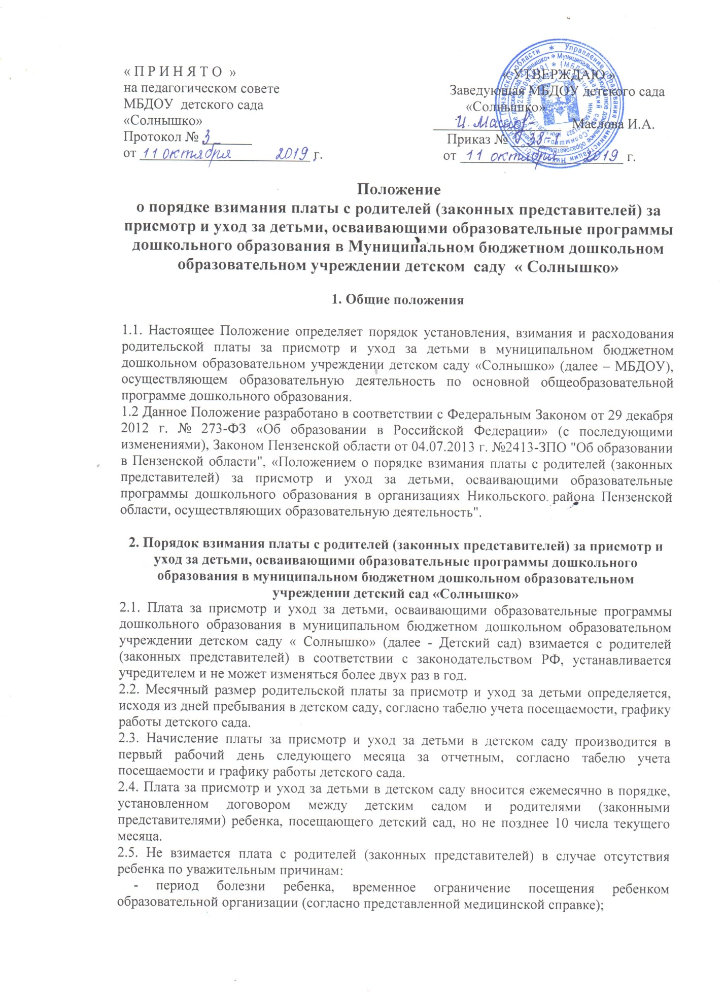 « П Р И Н Я Т О »
на педагогическом совете
МБДОУ детского сада
«Солнышко»
Протокол № 3
от 11 октября 2019 г.
« УТВЕРЖДАЮ »
Заведующая МБДОУ детского сада
«Солнышко»
Маслова И.А.
Приказ № 38-1
от 11 октября 2019 г.
Положение
о порядке взимания платы с родителей (законных представителей) за
присмотр и уход за детьми, осваивающими образовательные программы
дошкольного образования в Муниципальном бюджетном дошкольном
образовательном учреждении детском саду « Солнышко»
1. Общие положения
1.1. Настоящее Положение определяет порядок установления, взимания и расходования
родительской платы за присмотр и уход за детьми в муниципальном бюджетном
дошкольном образовательном учреждении детском саду «Солнышко» (далее – МБДОУ),
осуществляющем образовательную деятельность по основной общеобразовательной
программе дошкольного образования.
1.2 Данное Положение разработано в соответствии с Федеральным Законом от 29 декабря
2012 г. № 273-ФЗ «Об образовании в Российской Федерации» (с последующими
изменениями), Законом Пензенской области от 04.07.2013 г. №2413-ЗПО "Об образовании
в Пензенской области", «Положением о порядке взимания платы с родителей (законных
представителей) за присмотр и уход за детьми, осваивающими образовательные
программы дошкольного образования в организациях Никольского района Пензенской
области, осуществляющих образовательную деятельность".
2. Порядок взимания платы с родителей (законных представителей) за присмотр и
уход за детьми, осваивающими образовательные программы дошкольного
образования в муниципальном бюджетном дошкольном образовательном
учреждении детский сад «Солнышко»
2.1. Плата за присмотр и уход за детьми, осваивающими образовательные программы
дошкольного образования в муниципальном бюджетном дошкольном образовательном
учреждении детском саду « Солнышко» (далее - Детский сад) взимается с родителей
(законных представителей) в соответствии с законодательством РФ, устанавливается
учредителем и не может изменяться более двух раз в год.
2.2. Месячный размер родительской платы за присмотр и уход за детьми определяется,
исходя из дней пребывания в детском саду, согласно табелю учета посещаемости, графику
работы детского сада.
2.3. Начисление платы за присмотр и уход за детьми в детском саду производится в
первый рабочий день следующего месяца за отчетным, согласно табелю учета
посещаемости и графику работы детского сада.
2.4. Плата за присмотр и уход за детьми в детском саду вносится ежемесячно в порядке,
установленном договором между детским садом и родителями (законными
представителями) ребенка, посещающего детский сад, но не позднее 10 числа текущего
месяца.
2.5. Не взимается плата с родителей (законных представителей) в случае отсутствия
ребенка по уважительным причинам:
- период болезни ребенка, временное ограничение посещения ребенком
образовательной организации (согласно представленной медицинской справке);